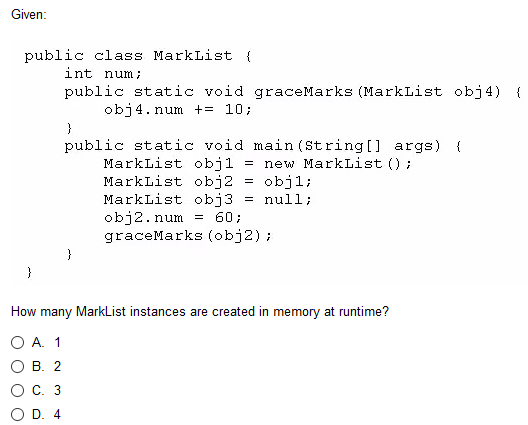 Given:
public class MarkList {
int num;
public static void graceMarks(MarkList obj4) {
obj4.num += 10;
}
public static void main(String[] args) {
MarkList obj1 = new MarkList();
MarkList obj2 = obj1;
MarkList obj3 = null;
obj2.num = 60;
graceMarks(obj2);
}
}
How many MarkList instances are created in memory at runtime?
A. 1
B. 2
C. 3
D. 4